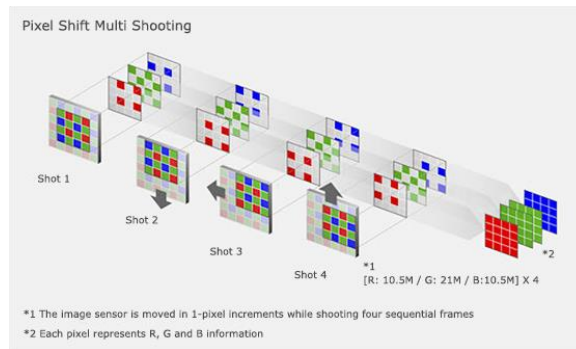 Pixel Shift Multi Shooting
Shot 1
Shot 2
Shot 3
Shot 4
*1
[R: 10.5M / G: 21M / B:10.5M] X 4
*2
*1 The image sensor is moved in 1-pixel increments while shooting four sequential frames
*2 Each pixel represents R, G and B information